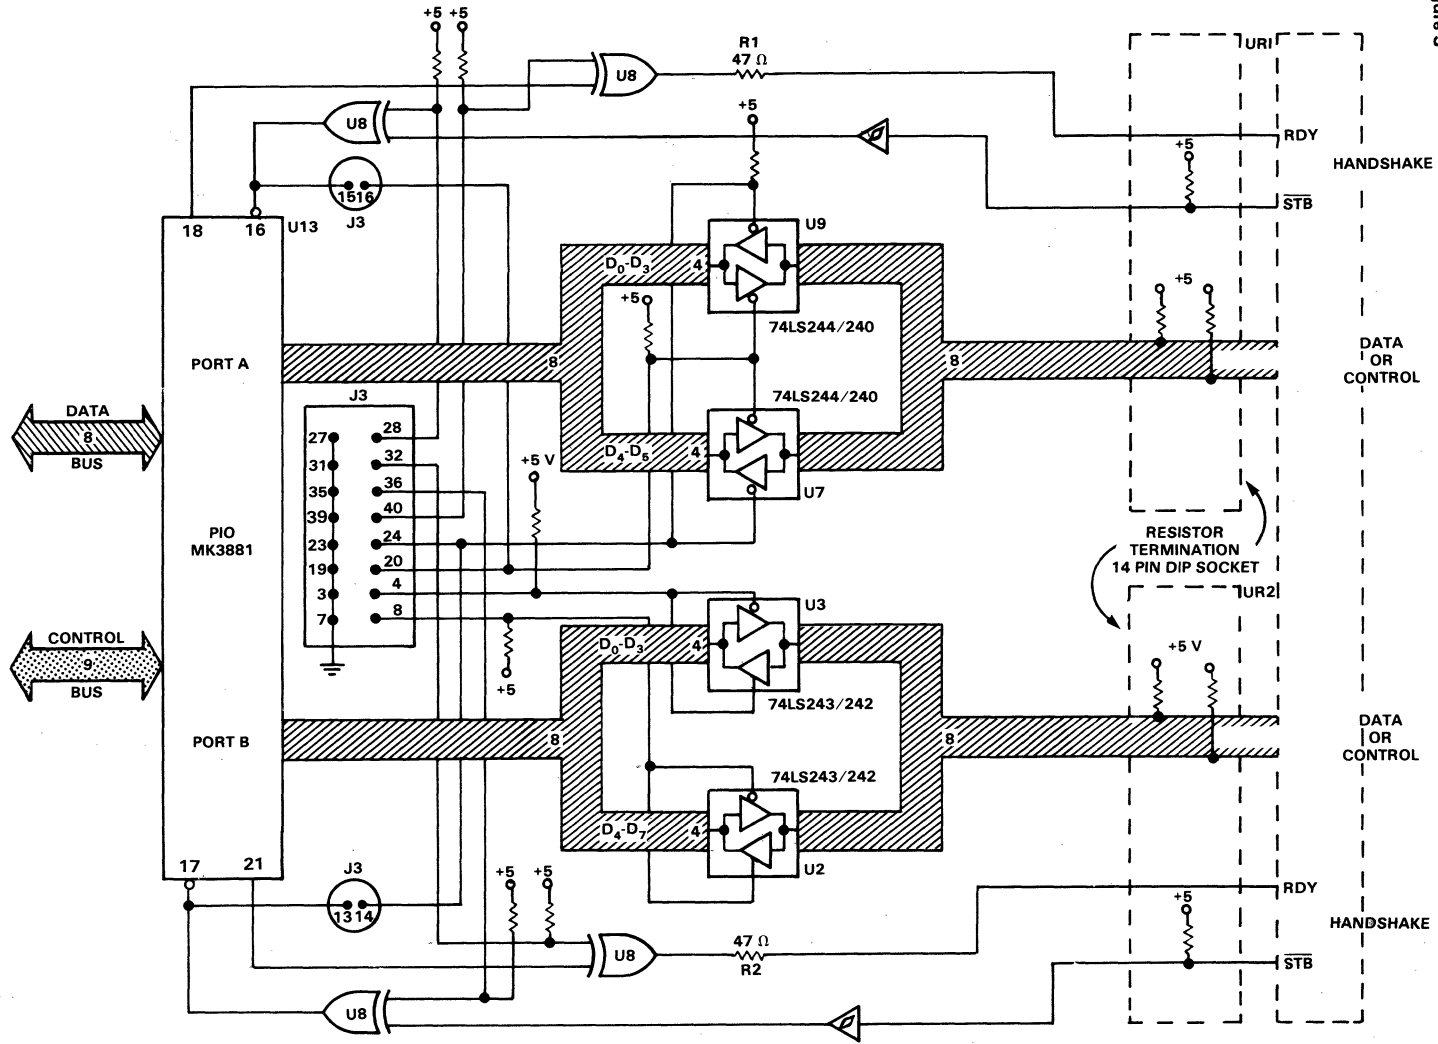 +5 +5
R1
47 Ω
U8
U8
+5
URI
RDY
+5
HANDSHAKE
STB
15 16
J3
18 16 U13
U9
D0-D3 4
+5
74LS244/240
+5
PORT A
8
8
DATA
OR
CONTROL
74LS244/240
J3
DATA
8
BUS
27 28
31 32
35 36
39 40
23 24
19 20
3 4
7 8
+5 V
D4-D5 4
U7
PIO
MK3881
RESISTOR
TERMINATION
14 PIN DIP SOCKET
UR2
U3
CONTROL
9
BUS
D0-D3 4
+5
+5 V
74LS243/242
PORT B
8
8
DATA
OR
CONTROL
74LS243/242
D4-D7 4
U2
17 21
J3
13 14
+5 +5
RDY
+5
HANDSHAKE
U8
47 Ω
R2
STB
U8